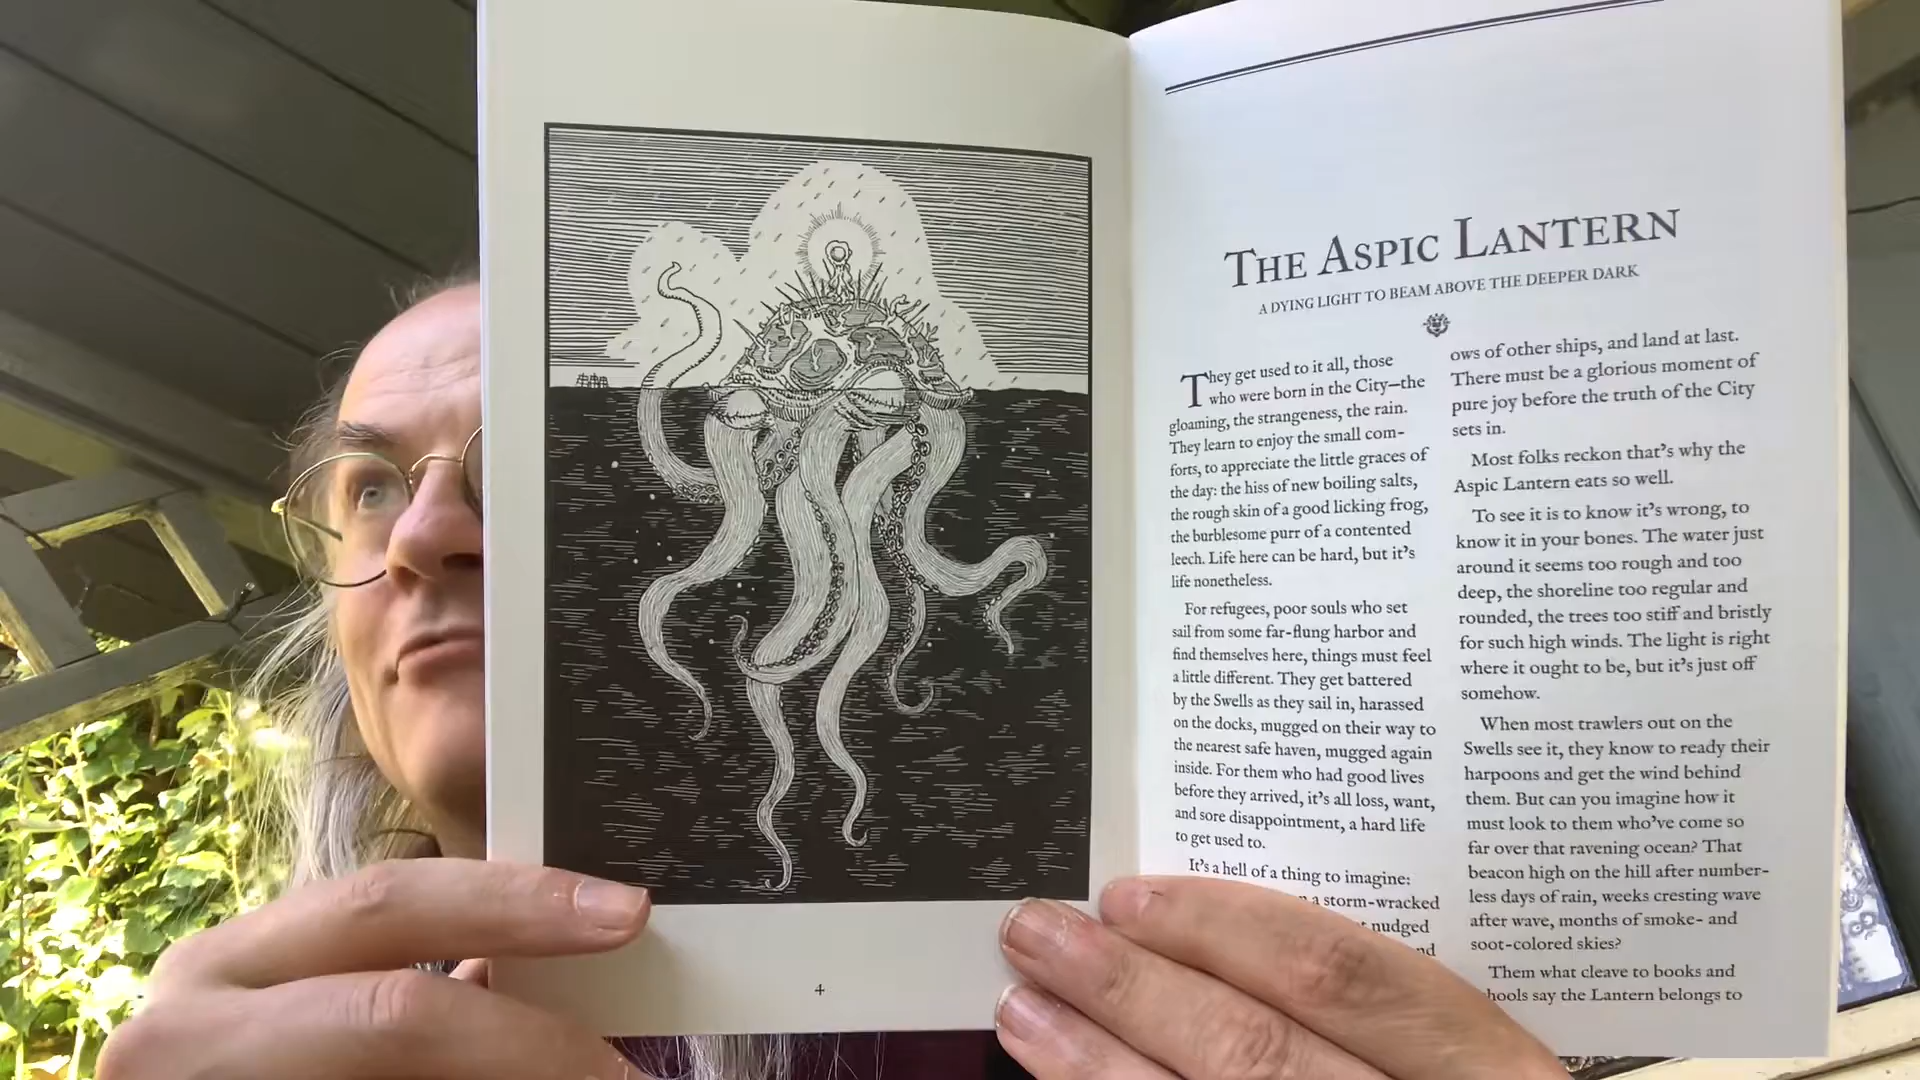 4
THE ASPIC LANTERN
A DYING LIGHT TO BEAM ABOVE THE DEEPER DARK
They get used to it all, those
who were born in the City—the
gloaming, the strangeness, the rain.
They learn to enjoy the small com-
forts, to appreciate the little graces of
the day: the hiss of new boiling salts,
the rough skin of a good licking frog,
the burblesome purr of a contented
leech. Life here can be hard, but it's
life nonetheless.
For refugees, poor souls who set
sail from some far-flung harbor and
find themselves here, things must feel
a little different. They get battered
by the Swells as they sail in, harassed
on the docks, mugged on their way to
the nearest safe haven, mugged again
inside. For them who had good lives
before they arrived, it's all loss, want,
and sore disappointment, a hard life
to get used to.
It's a hell of a thing to imagine:
a storm-wracked
nudged
ows of other ships, and land at last.
There must be a glorious moment of
pure joy before the truth of the City
sets in.
Most folks reckon that's why the
Aspic Lantern eats so well.
To see it is to know it's wrong, to
know it in your bones. The water just
around it seems too rough and too
deep, the shoreline too regular and
rounded, the trees too stiff and bristly
for such high winds. The light is right
where it ought to be, but it's just off
somehow.
When most trawlers out on the
Swells see it, they know to ready their
harpoons and get the wind behind
them. But can you imagine how it
must look to them who've come so
far over that ravening ocean? That
beacon high on the hill after number-
less days of rain, weeks cresting wave
after wave, months of smoke- and
soot-colored skies?
Them what cleave to books and
say the Lantern belongs to